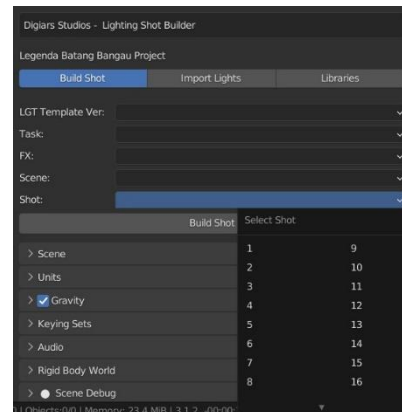 Digiars Studios - Lighting Shot Builder
Legenda Batang Bangau Project
Build Shot Import Lights Libraries
LGT Template Ver:
Task:
FX:
Scene:
Shot:
Build Shot Select Shot
> Scene 1 9
2 10
> Units 3 11
> Gravity 4 12
> Keying Sets 5 13
> Audio 6 14
> Rigid Body World 7 15
> Scene Debug 8 16
| Objects:0/0 | Memory: 23.4 MiB | 3.1.2